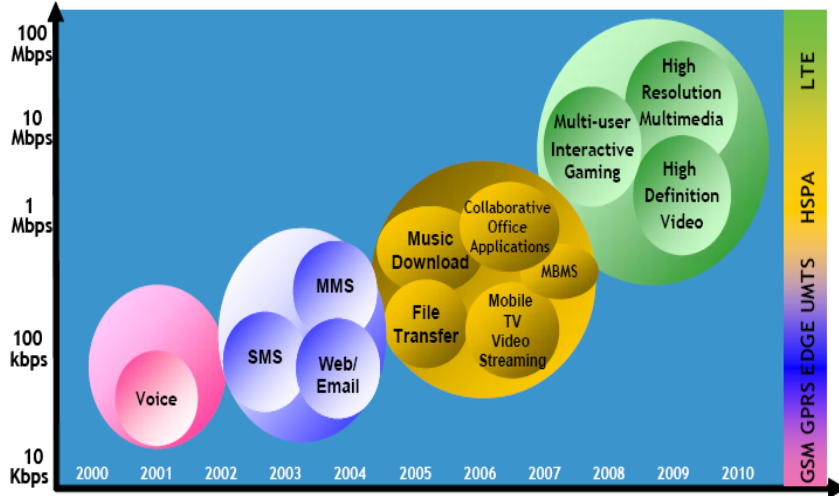 100
Mbps
10
Mbps
1
Mbps
100
kbps
10
Kbps
Voice
SMS
MMS
Web/
Email
Music
Download
Collaborative
Office
Applications
MBMS
File
Transfer
Mobile
TV
Video
Streaming
Multi-user
Interactive
Gaming
High
Resolution
Multimedia
High
Definition
Video
2000 2001 2002 2003 2004 2005 2006 2007 2008 2009 2010
GSM GPRS EDGE UMTS HSPA LTE